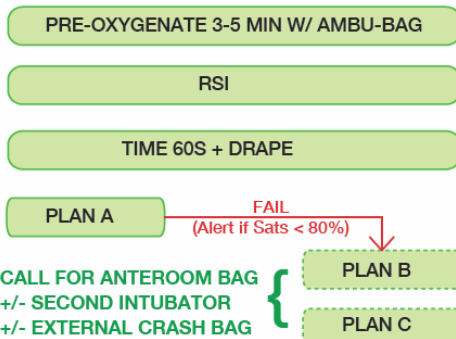 PRE-OXYGENATE 3-5 MIN W/ AMBU-BAG
RSI
TIME 60S + DRAPE
PLAN A
FAIL
(Alert if Sats < 80%)
PLAN B
CALL FOR ANTEROOM BAG
+/- SECOND INTUBATOR
+/- EXTERNAL CRASH BAG
PLAN C